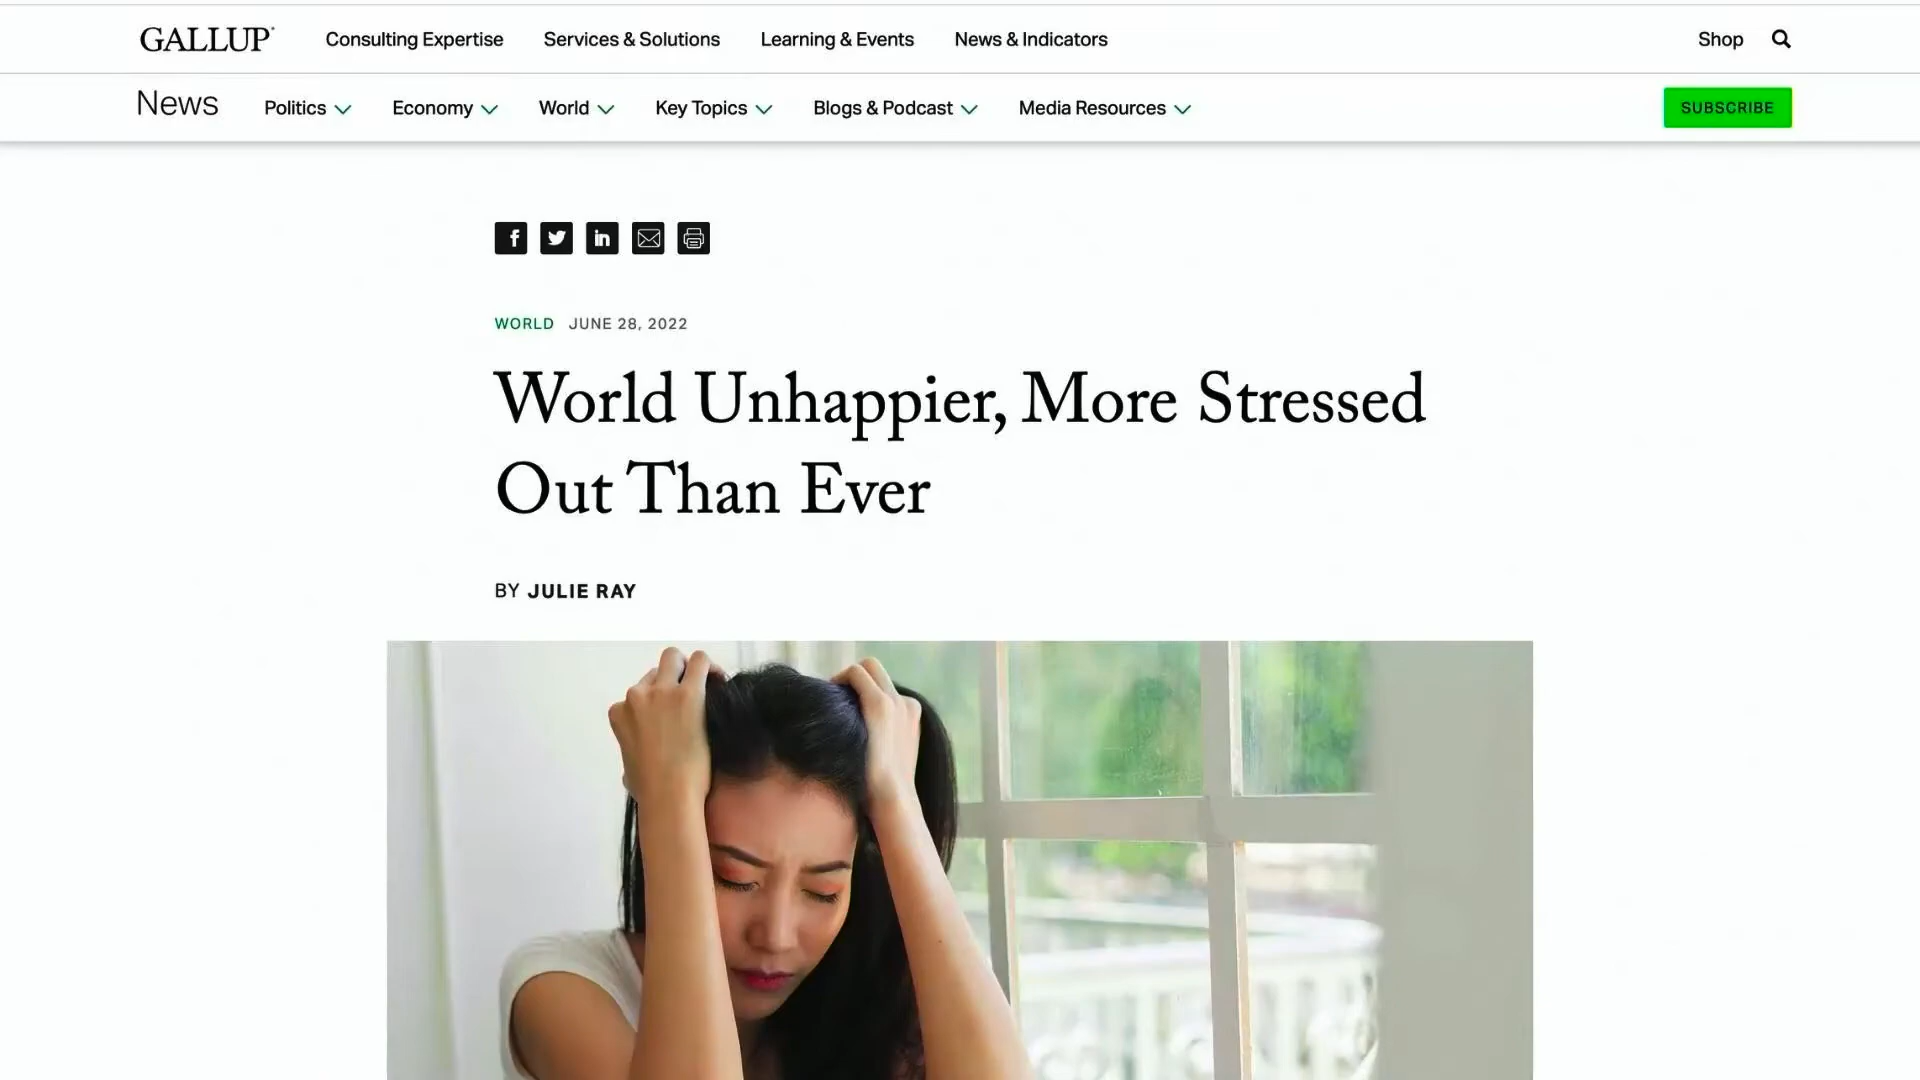 GALLUP Consulting Expertise Services & Solutions Learning & Events News & Indicators Shop
News Politics Economy World Key Topics Blogs & Podcast Media Resources SUBSCRIBE
WORLD JUNE 28, 2022
World Unhappier, More Stressed
Out Than Ever
BY JULIE RAY